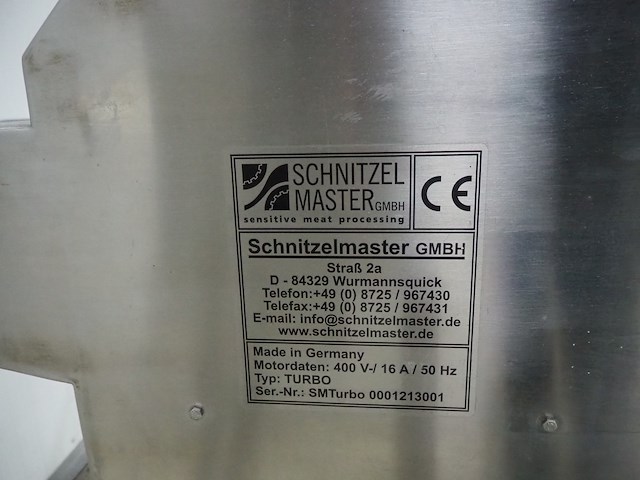 SCHNITZEL
MASTER GMBH
sensitive meat processing
CE
Schnitzelmaster GMBH
Straß 2a
D - 84329 Wurmannsquick
Telefon:+49 (0) 8725 / 967430
Telefax:+49 (0) 8725 / 967431
E-mail: info@schnitzelmaster.de
www.schnitzelmaster.de
Made in Germany
Motordaten: 400 V-/ 16 A / 50 Hz
Typ: TURBO
Ser.-Nr.: SMTurbo 0001213001